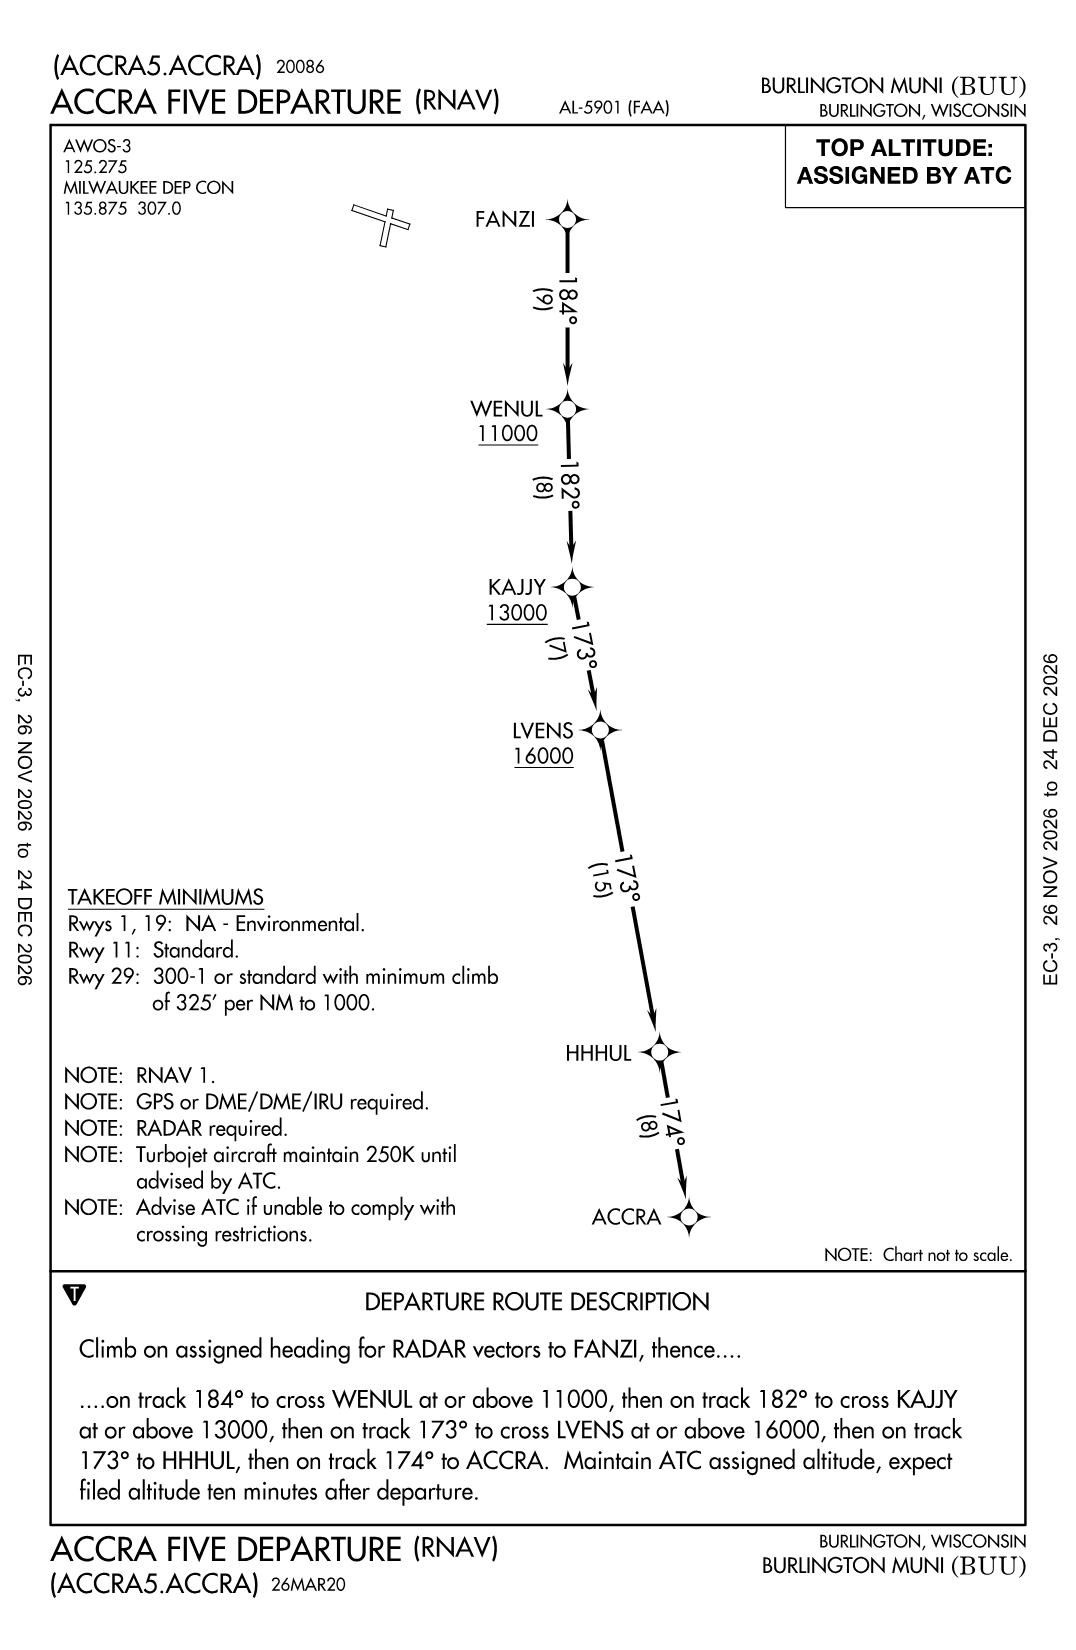 (ACCRA5.ACCRA) 20086
ACCRA FIVE DEPARTURE (RNAV)
AL-5901 (FAA)
BURLINGTON MUNI (BUU)
BURLINGTON, WISCONSIN
AWOS-3
125.275
MILWAUKEE DEP CON
135.875 307.0
TOP ALTITUDE:
ASSIGNED BY ATC
FANZI
184°
(9)
WENUL
11000
182°
(8)
KAJJY
13000
173°
(7)
LVENS
16000
173°
(15)
HHHUL
174°
(8)
ACCRA
EC-3, 26 NOV 2026 to 24 DEC 2026
EC-3, 26 NOV 2026 to 24 DEC 2026
TAKEOFF MINIMUMS
Rwys 1, 19: NA - Environmental.
Rwy 11: Standard.
Rwy 29: 300-1 or standard with minimum climb
of 325' per NM to 1000.
NOTE: RNAV 1.
NOTE: GPS or DME/DME/IRU required.
NOTE: RADAR required.
NOTE: Turbojet aircraft maintain 250K until
advised by ATC.
NOTE: Advise ATC if unable to comply with
crossing restrictions.
NOTE: Chart not to scale.
T
DEPARTURE ROUTE DESCRIPTION
Climb on assigned heading for RADAR vectors to FANZI, thence....
....on track 184° to cross WENUL at or above 11000, then on track 182° to cross KAJJY
at or above 13000, then on track 173° to cross LVENS at or above 16000, then on track
173° to HHHUL, then on track 174° to ACCRA. Maintain ATC assigned altitude, expect
filed altitude ten minutes after departure.
ACCRA FIVE DEPARTURE (RNAV)
(ACCRA5.ACCRA) 26MAR20
BURLINGTON, WISCONSIN
BURLINGTON MUNI (BUU)